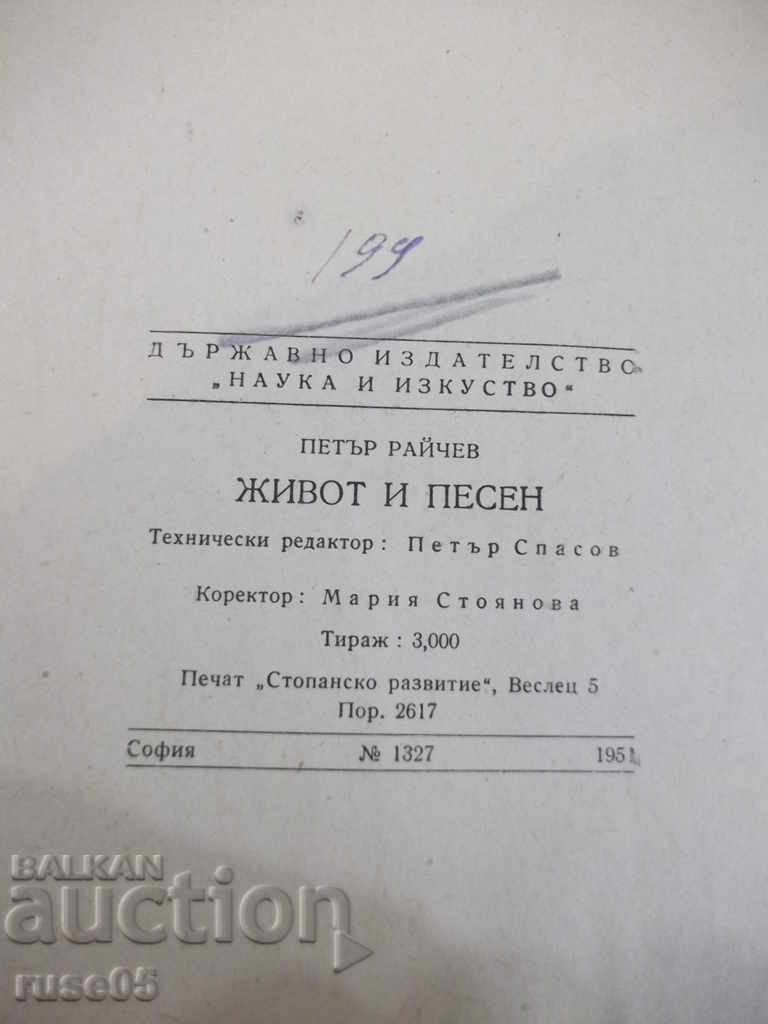 199
ДЪРЖАВНО ИЗДАТЕЛСТВО
„НАУКА И ИЗКУСТВО“
ПЕТЪР РАЙЧЕВ
ЖИВОТ И ПЕСЕН
Технически редактор: Петър Спасов
Коректор: Мария Стоянова
Тираж: 3,000
Печат „Стопанско развитие“, Веслец 5
Пор. 2617
София № 1327 1951
BALKAN
auction
ruse05